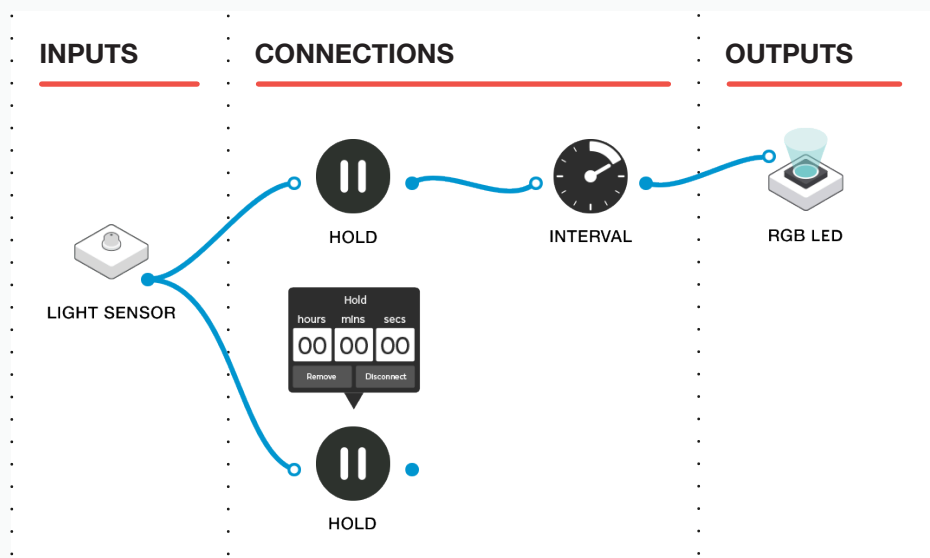 INPUTS
CONNECTIONS
OUTPUTS
HOLD
INTERVAL
RGB LED
LIGHT SENSOR
Hold
hours mins secs
00 00 00
Remove Disconnect
HOLD